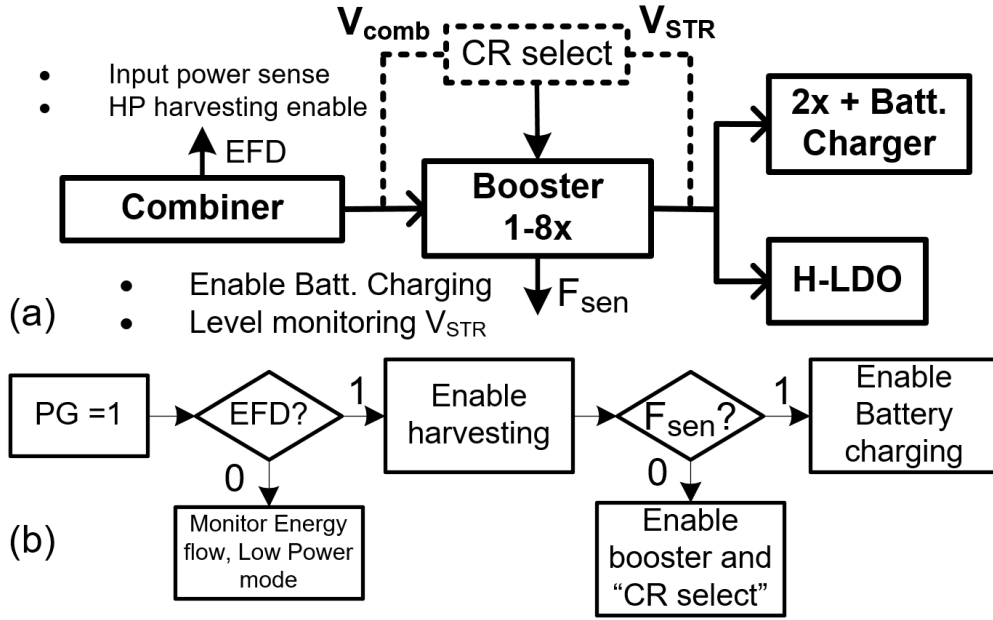 V_comb
V_STR
CR select
• Input power sense
• HP harvesting enable
EFD
2x + Batt.
Charger
Combiner
Booster
1-8x
H-LDO
F_sen
• Enable Batt. Charging
• Level monitoring V_STR
(a)
PG =1
EFD?
1
Enable
harvesting
F_sen?
1
Enable
Battery
charging
0
0
Monitor Energy
flow, Low Power
mode
Enable
booster and
“CR select”
(b)